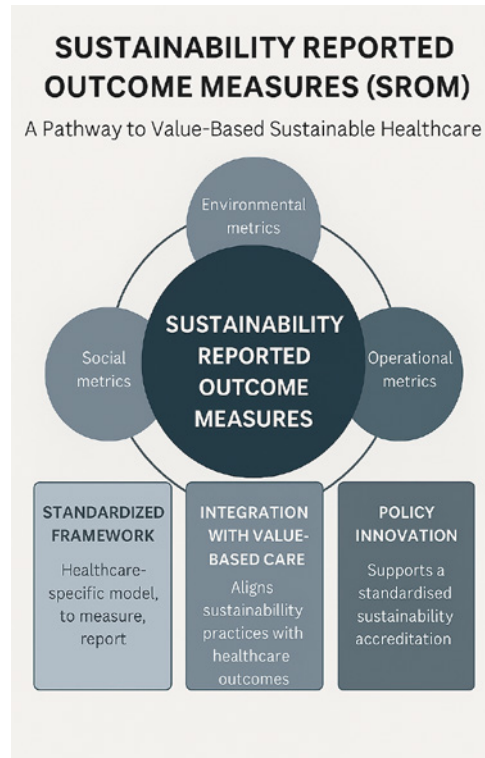 SUSTAINABILITY REPORTED
OUTCOME MEASURES (SROM)
A Pathway to Value-Based Sustainable Healthcare
Environmental
metrics
SUSTAINABILITY
REPORTED
OUTCOME
MEASURES
Social
metrics
Operational
metrics
STANDARDIZED
FRAMEWORK
Healthcare-
specific model,
to measure,
report
INTEGRATION
WITH VALUE-
BASED CARE
Aligns
sustainabillity
practices with
healthcare
outcomes
POLICY
INNOVATION
Supports a
standardised
sustainability
accreditation